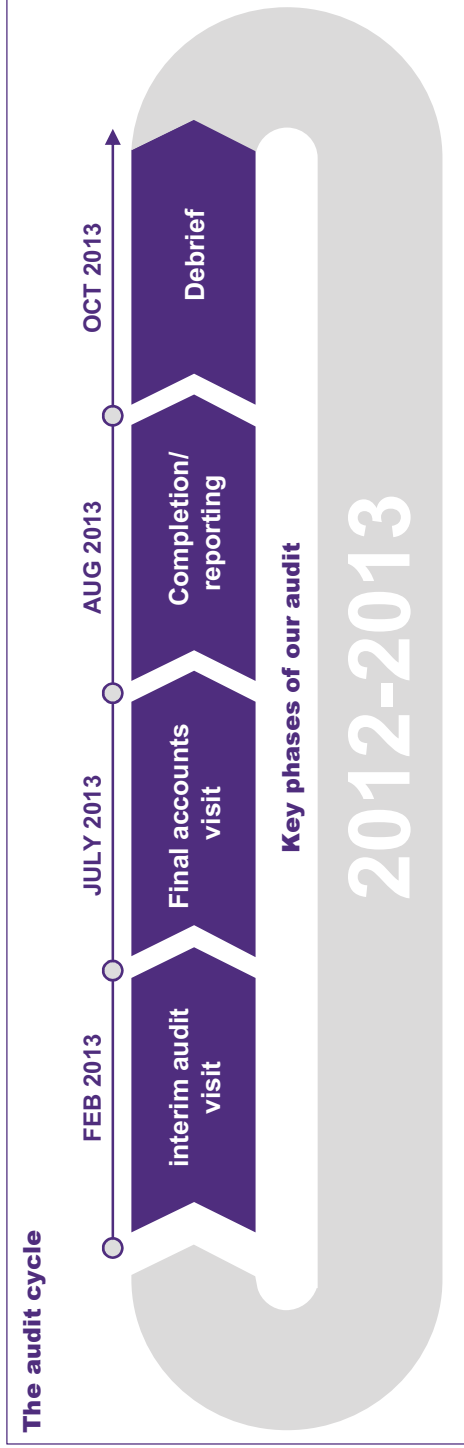 The audit cycle
FEB 2013
JULY 2013
AUG 2013
OCT 2013
interim audit
visit
Final accounts
visit
Completion/
reporting
Debrief
Key phases of our audit
2012-2013